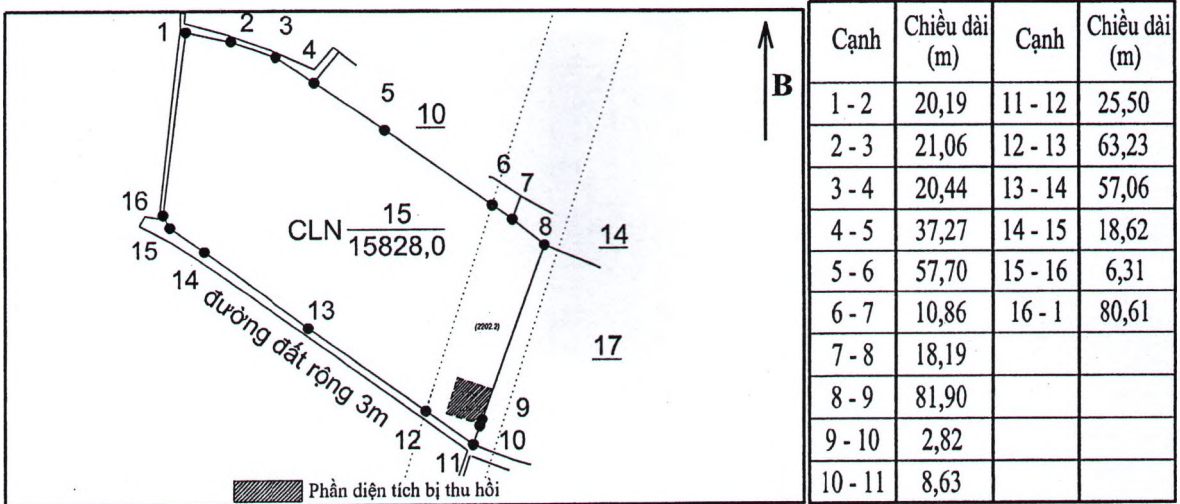 1
2
3
4
5
10
6
7
8
14
B
CLN 15
15828,0
16
15
14
13
đường đất rộng 3m
(2202.2)
17
9
10
12
11
Phần diện tích bị thu hồi
Cạnh Chiều dài (m) Cạnh Chiều dài (m)
1 - 2 20,19 11 - 12 25,50
2 - 3 21,06 12 - 13 63,23
3 - 4 20,44 13 - 14 57,06
4 - 5 37,27 14 - 15 18,62
5 - 6 57,70 15 - 16 6,31
6 - 7 10,86 16 - 1 80,61
7 - 8 18,19
8 - 9 81,90
9 - 10 2,82
10 - 11 8,63